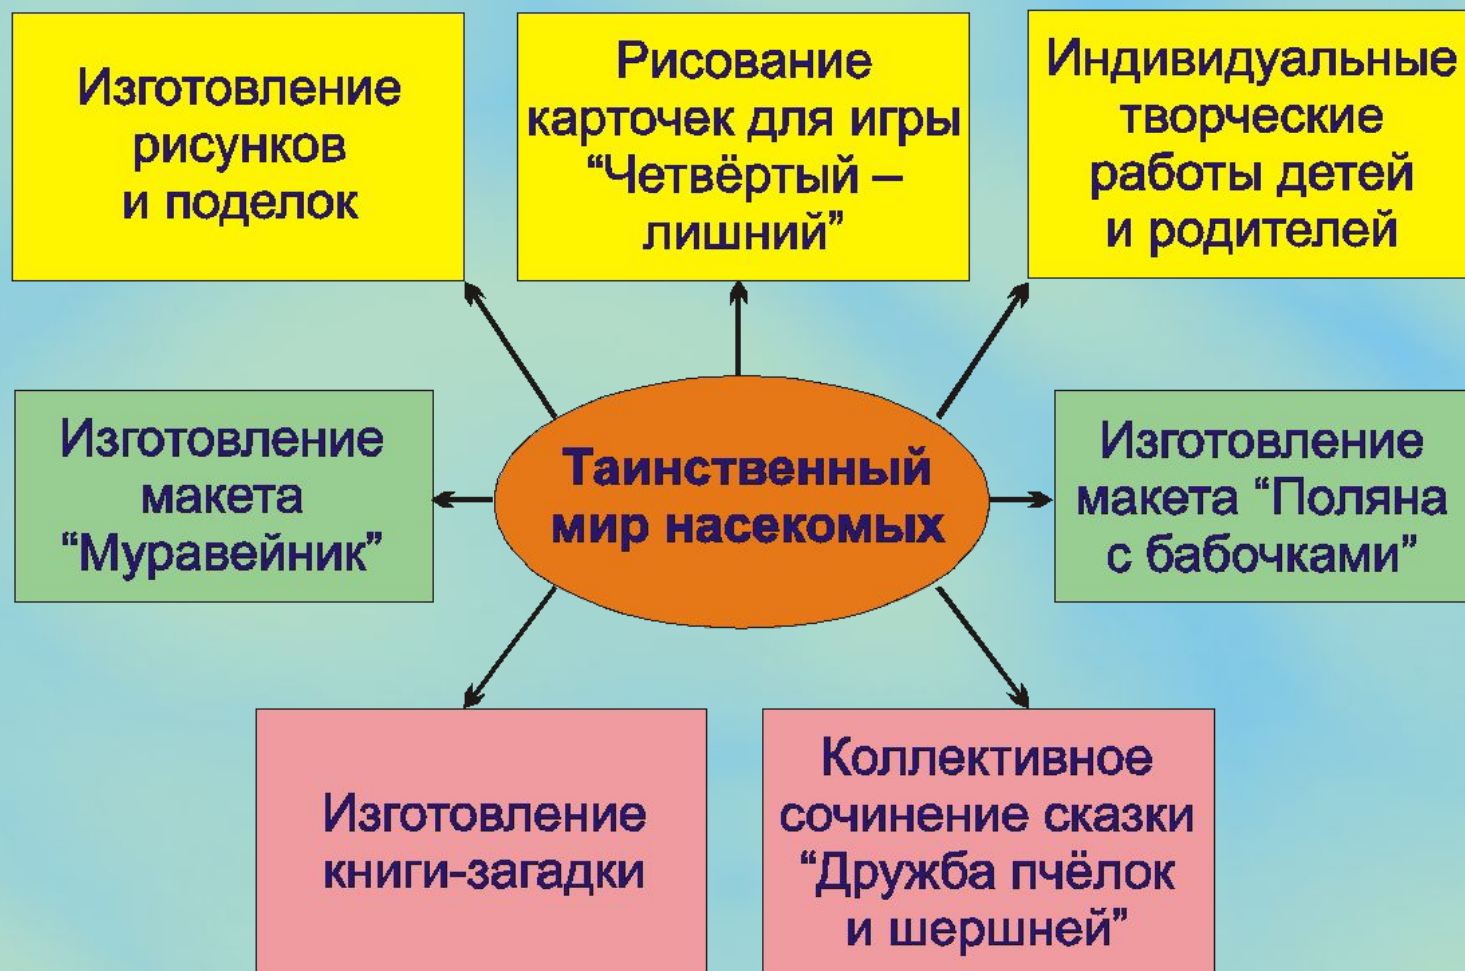 Изготовление
рисунков
и поделок
Рисование
карточек для игры
“Четвёртый –
лишний”
Индивидуальные
творческие
работы детей
и родителей
Изготовление
макета
“Муравейник”
Таинственный
мир насекомых
Изготовление
макета “Поляна
с бабочками”
Изготовление
книги-загадки
Коллективное
сочинение сказки
“Дружба пчёлок
и шершней”